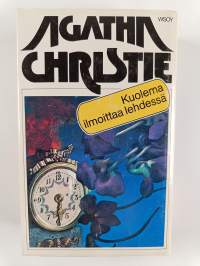 AGATHA
WSOY
CHRISTIE
Kuolema
ilmoittaa lehdessä